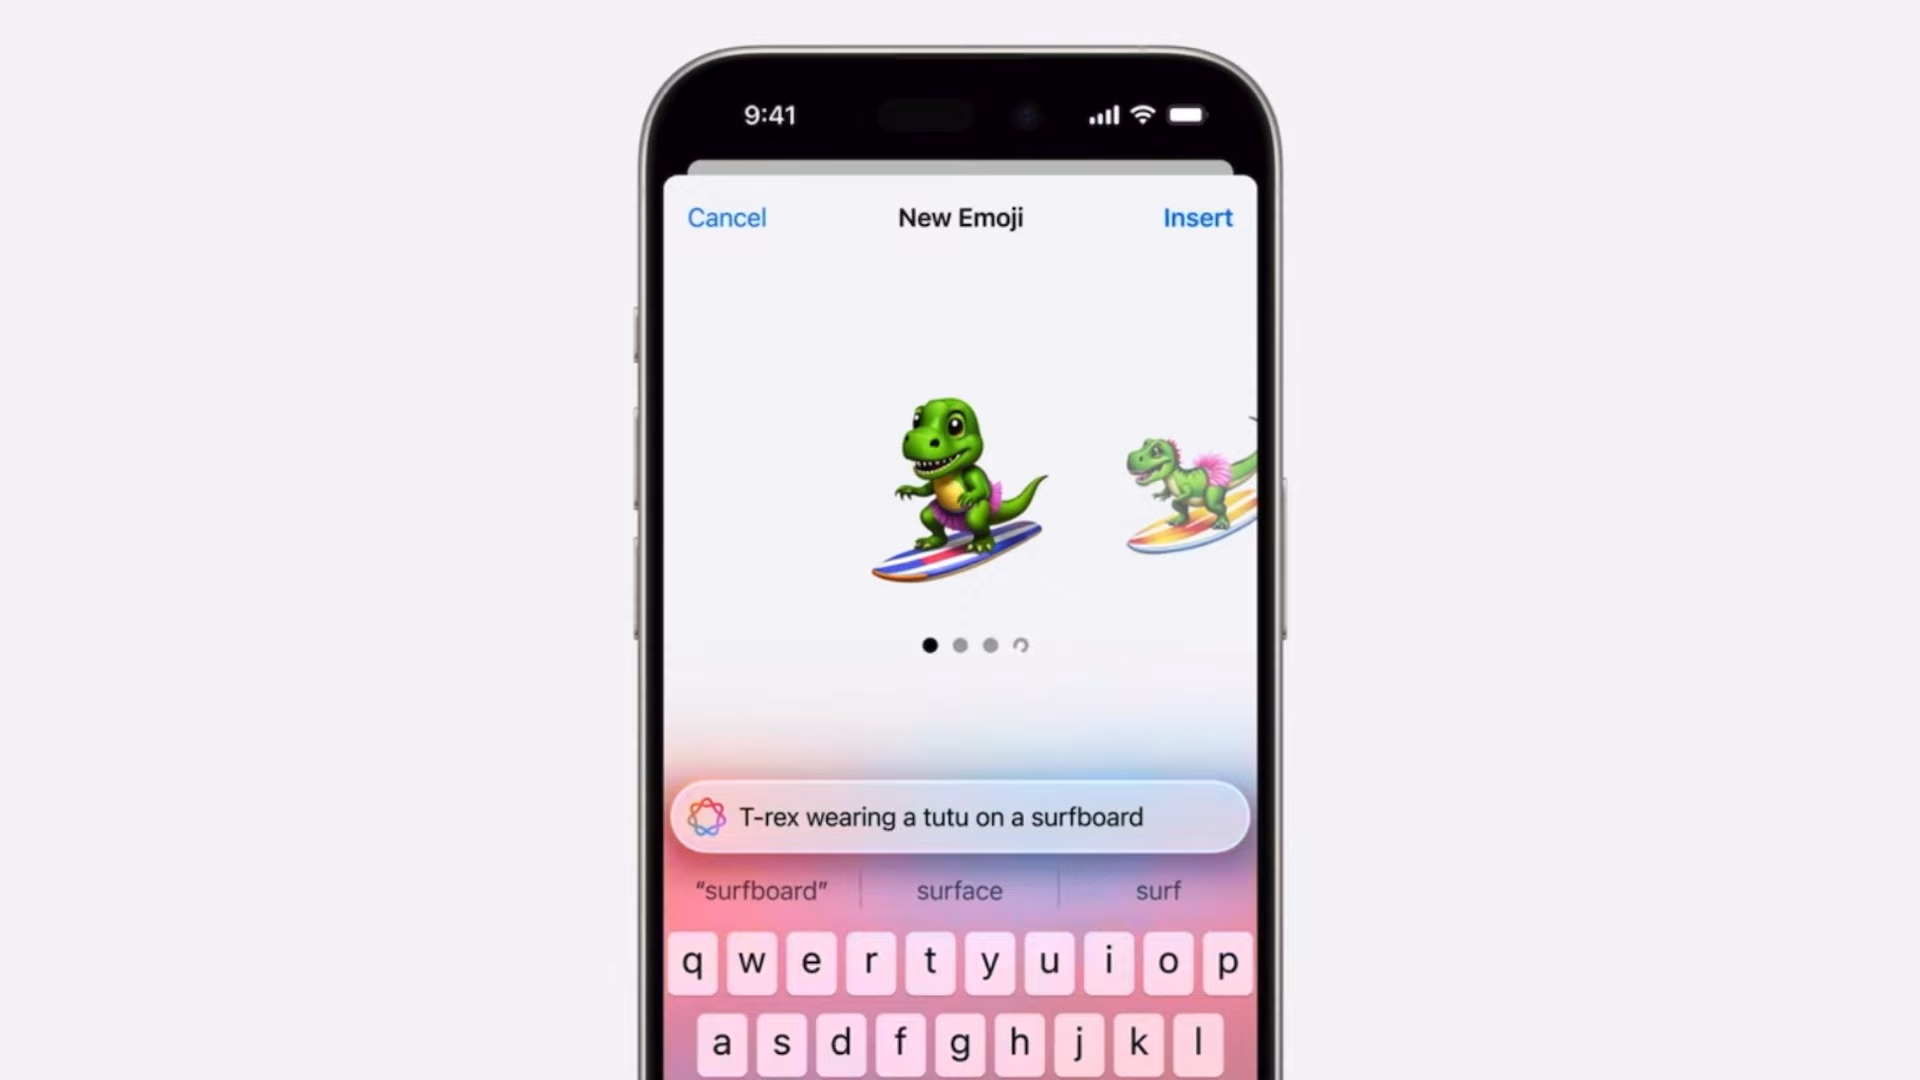 9:41
Cancel New Emoji Insert
T-rex wearing a tutu on a surfboard
“surfboard” surface surf
q w e r t y u i o p
a s d f g h j k l